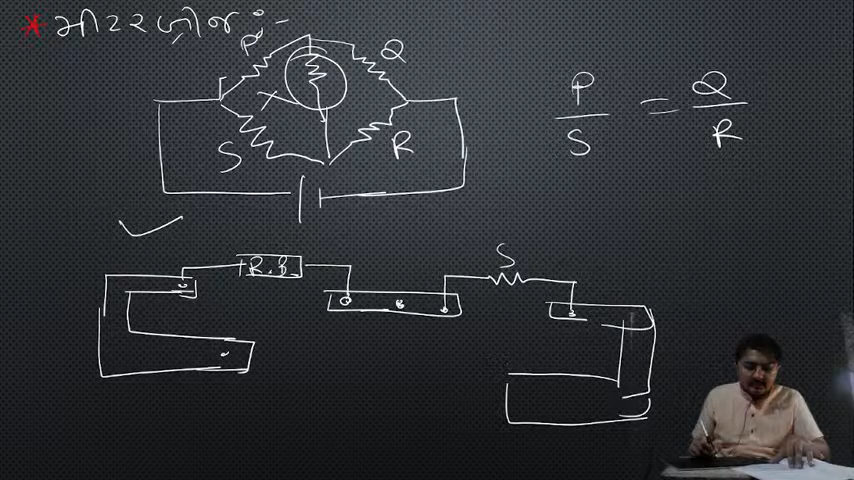 * મીટરબ્રીજ :-
P Q
S R
P/S = Q/R
R.B.
S